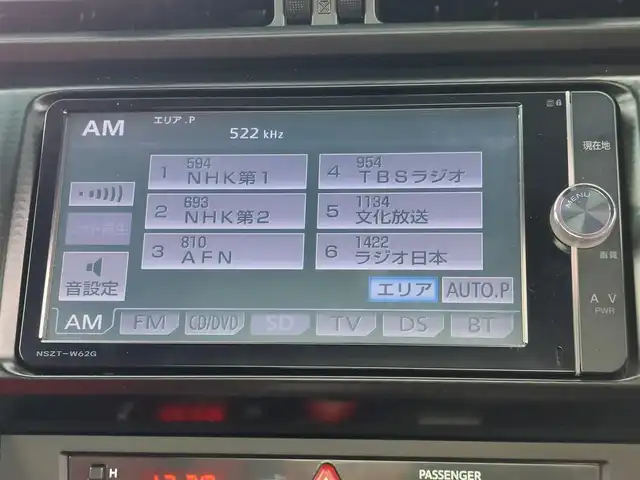 AM
エリア.P
522 kHz
1 594 NHK第1
4 954 TBSラジオ
2 693 NHK第2
5 1134 文化放送
3 810 AFN
6 1422 ラジオ日本
音設定
エリア AUTO.P
AM FM CD/DVD SD TV DS BT
NSZT-W62G
現在地
MENU
画質
A V
PWR
H
PASSENGER